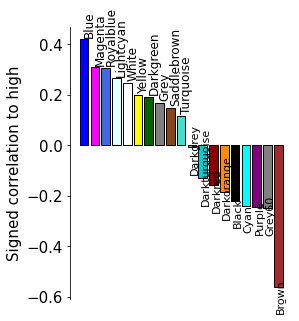 Signed correlation to high
0.4
0.2
0.0
−0.2
−0.4
−0.6
Blue
Magenta
Royalblue
Lightcyan
White
Yellow
Darkgreen
Grey
Saddlebrown
Turquoise
Darkgrey
Darkturquoise
Darkred
Darkorange
Black
Cyan
Purple
Grey60
Brown